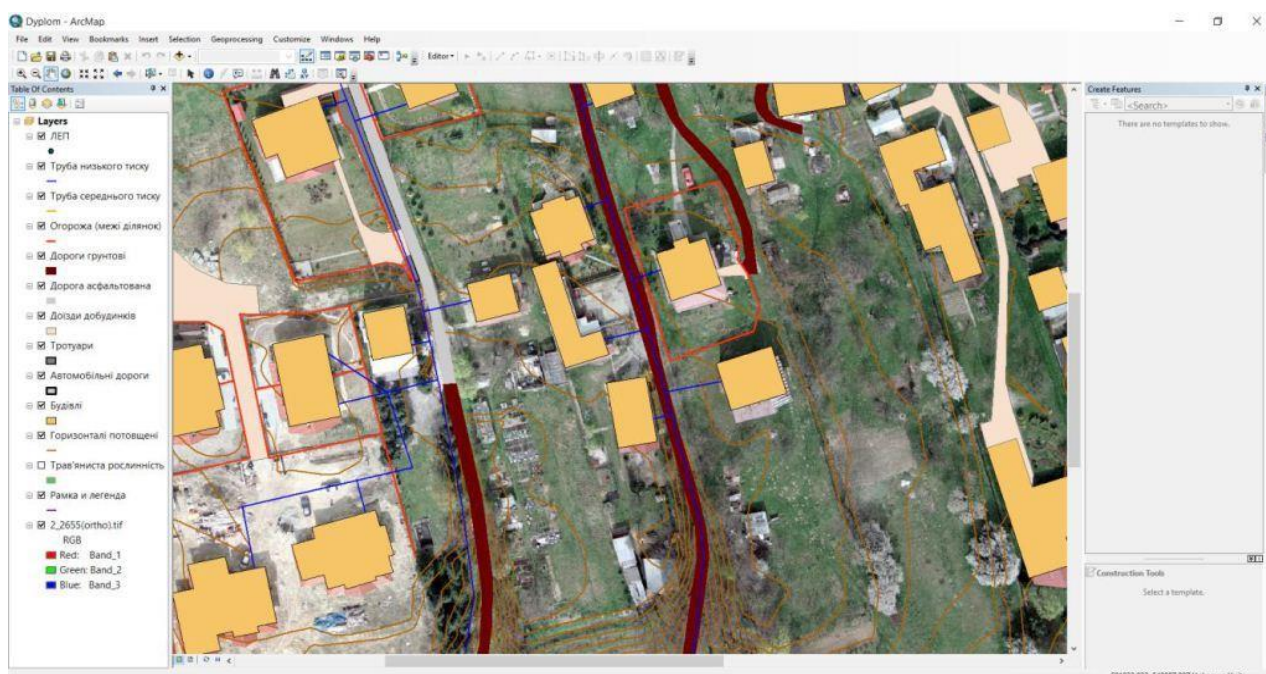 Dyplom - ArcMap
File Edit View Bookmarks Insert Selection Geoprocessing Customize Windows Help
Editor
Table Of Contents
Create Features
<Search>
There are no templates to show.
Layers
ЛЕП
Труба низького тиску
Труба середнього тиску
Огорожа (межі ділянок)
Дороги грунтові
Дорога асфальтована
Доїзди добудинків
Тротуари
Автомобільні дороги
Будівлі
Горизонталі потовщені
Трав'яниста рослинність
Рамка и легенда
2_2655(ortho).tif
RGB
Red: Band_1
Green: Band_2
Blue: Band_3
Construction Tools
Select a template.